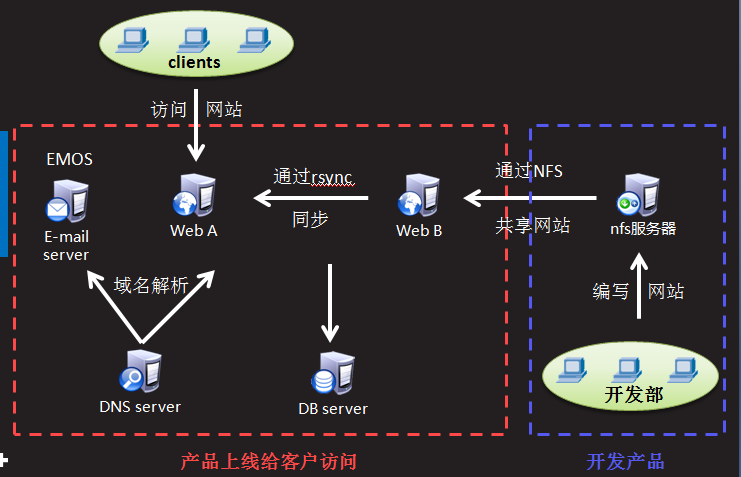 clients
访问 网站
EMOS
通过rsync
通过NFS
E-mail
server
Web A
同步
Web B
共享网站
nfs服务器
域名解析
编写 网站
DNS server
DB server
开发部
产品上线给客户访问
开发产品